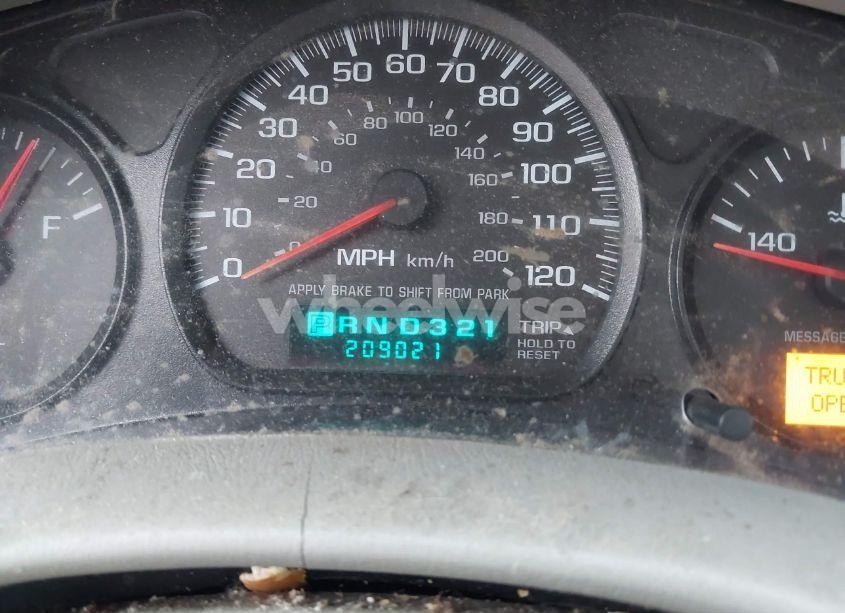 0 10 20 30 40 50 60 70 80 90 100 110 120
0 20 40 60 80 100 120 140 160 180 200
MPH km/h
APPLY BRAKE TO SHIFT FROM PARK
wheelwise
PRND321
209021
TRIP▲
HOLD TO
RESET
F
140
MESSAGE
TRU
OPE